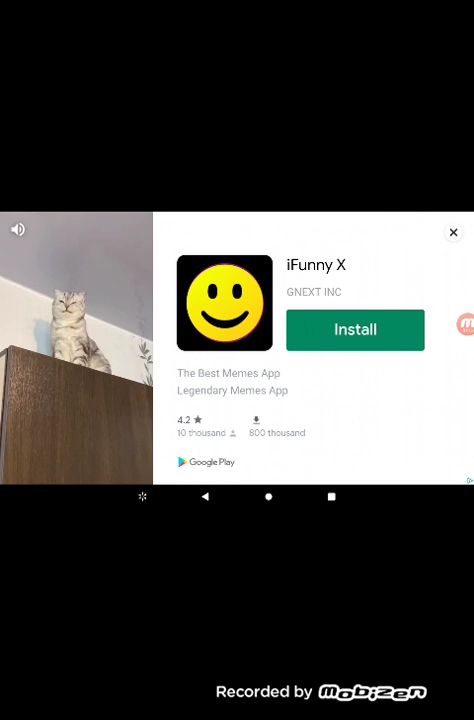 iFunny X
GNEXT INC
Install
The Best Memes App
Legendary Memes App
4.2
10 thousand
800 thousand
Google Play
Recorded by mobizen